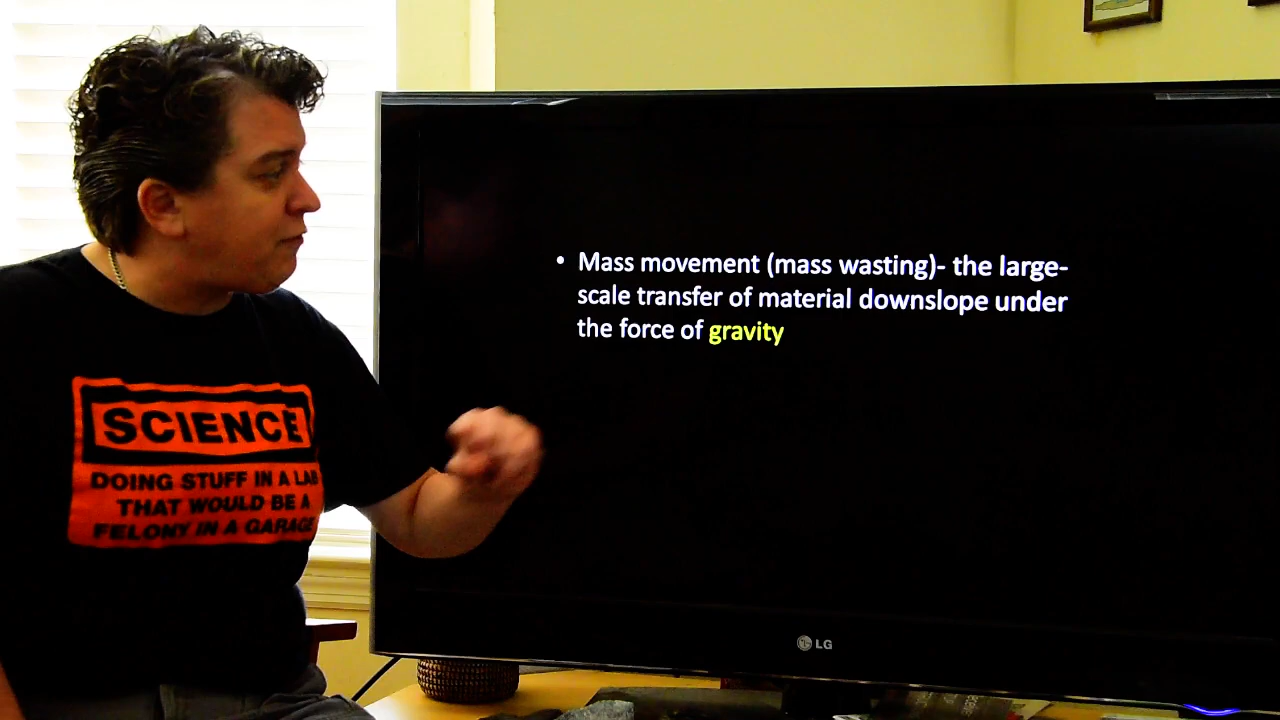 SCIENCE
DOING STUFF IN A LAB
THAT WOULD BE A
FELONY IN A GARAGE
• Mass movement (mass wasting)- the large-
scale transfer of material downslope under
the force of gravity
LG